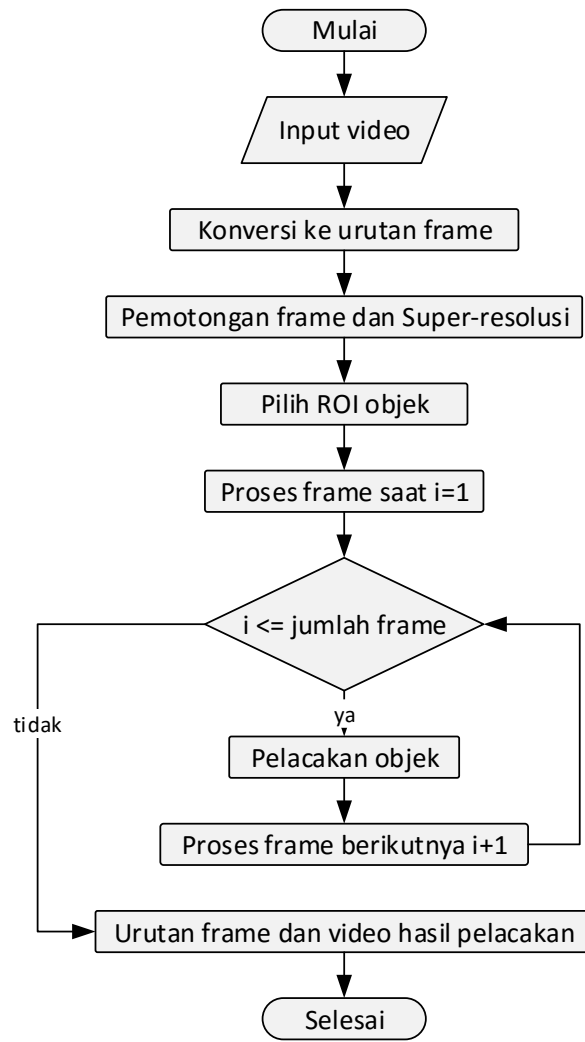 Mulai
Input video
Konversi ke urutan frame
Pemotongan frame dan Super-resolusi
Pilih ROI objek
Proses frame saat i=1
i <= jumlah frame
tidak
ya
Pelacakan objek
Proses frame berikutnya i+1
Urutan frame dan video hasil pelacakan
Selesai